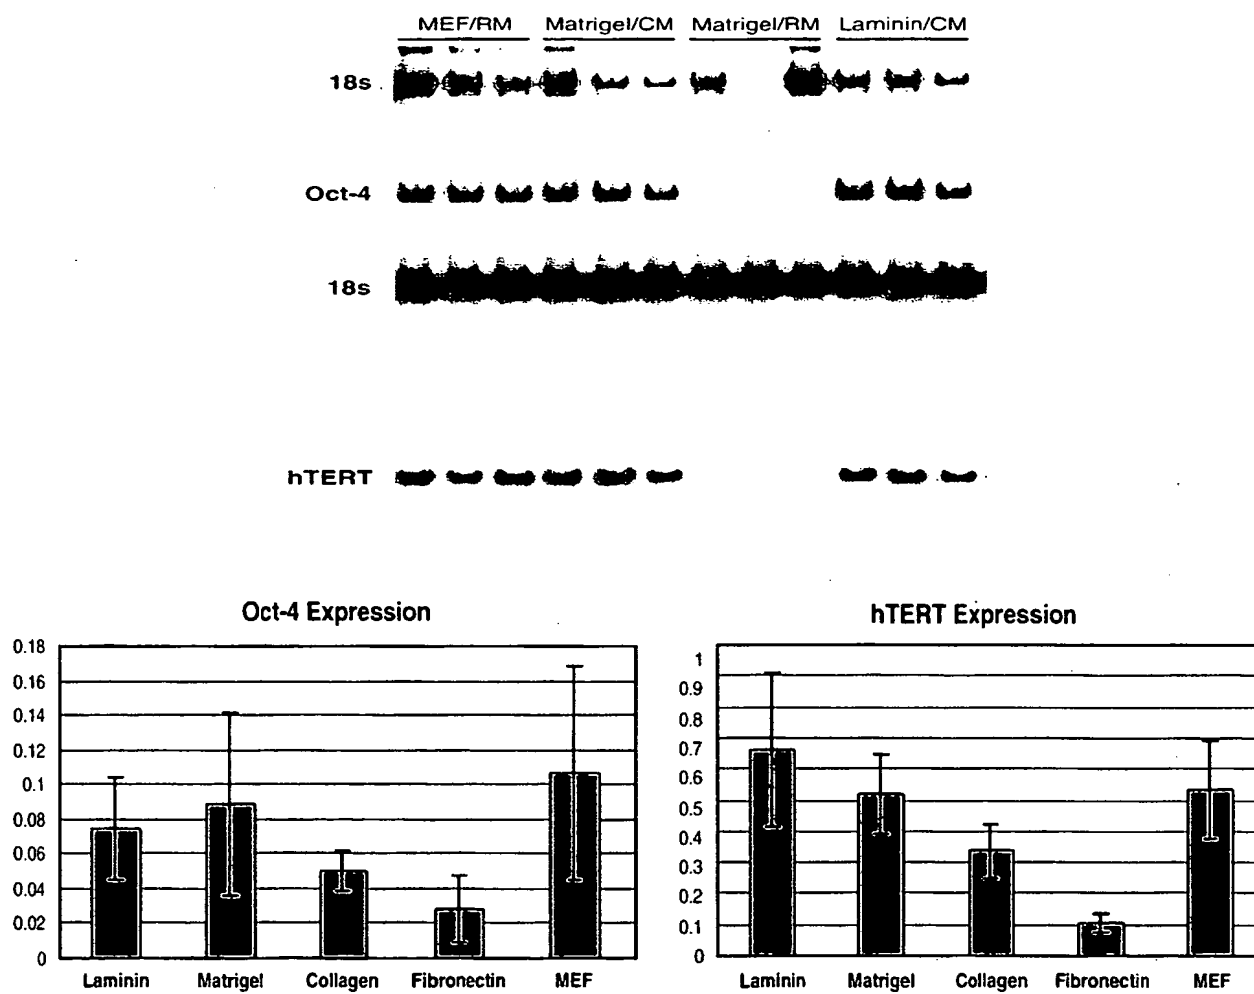 MEF/RM Matrigel/CM Matrigel/RM Laminin/CM
18s
Oct-4
18s
hTERT
Oct-4 Expression
0.18
0.16
0.14
0.12
0.1
0.08
0.06
0.04
0.02
0
Laminin Matrigel Collagen Fibronectin MEF
hTERT Expression
1
0.9
0.8
0.7
0.6
0.5
0.4
0.3
0.2
0.1
0
Laminin Matrigel Collagen Fibronectin MEF